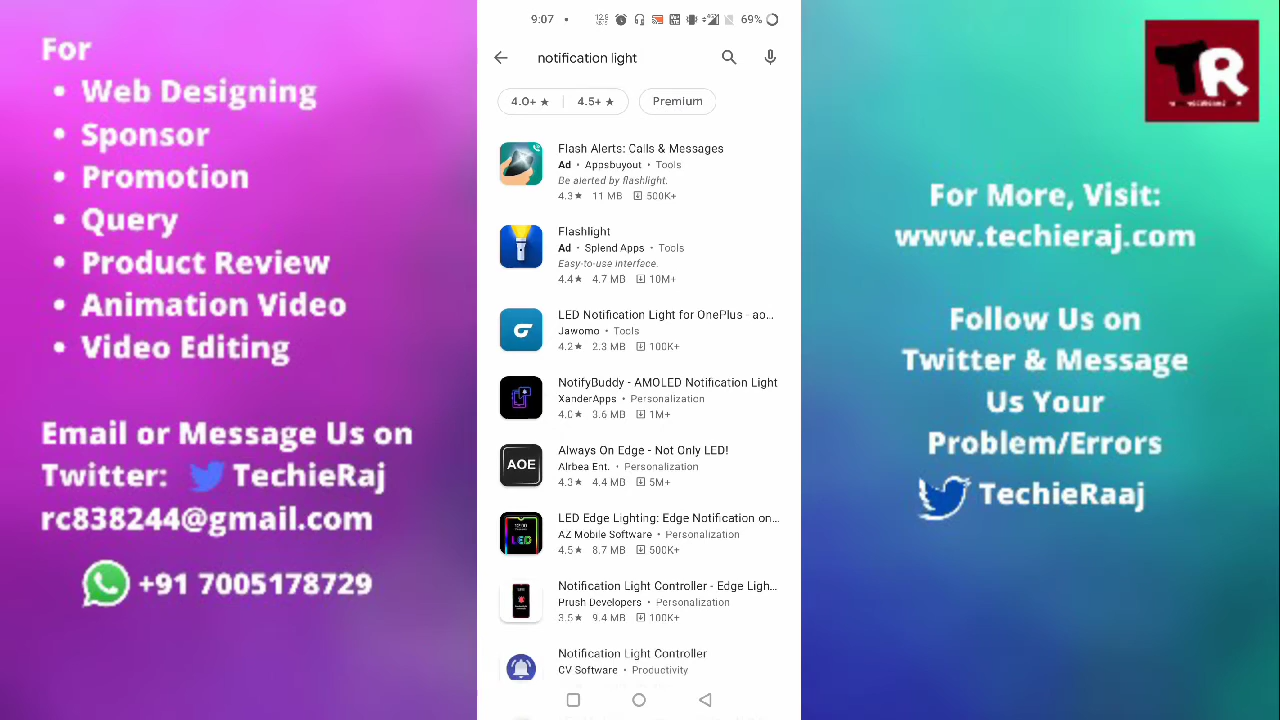 For
• Web Designing
• Sponsor
• Promotion
• Query
• Product Review
• Animation Video
• Video Editing
Email or Message Us on
Twitter: TechieRaj
rc838244@gmail.com
+91 7005178729
9:07
69%
notification light
4.0+ ★ 4.5+ ★ Premium
Flash Alerts: Calls & Messages
Ad • Appsbuyout • Tools
Be alerted by flashlight.
4.3★ 11 MB 500K+
Flashlight
Ad • Splend Apps • Tools
Easy-to-use interface.
4.4★ 4.7 MB 10M+
LED Notification Light for OnePlus - ao...
Jawomo • Tools
4.2★ 2.3 MB 100K+
NotifyBuddy - AMOLED Notification Light
XanderApps • Personalization
4.0★ 3.6 MB 1M+
AOE
Always On Edge - Not Only LED!
Airbea Ent. • Personalization
4.3★ 4.4 MB 5M+
LED
LED Edge Lighting: Edge Notification on...
AZ Mobile Software • Personalization
4.5★ 8.7 MB 500K+
Notification Light Controller - Edge Ligh...
Prush Developers • Personalization
3.5★ 9.4 MB 100K+
Notification Light Controller
CV Software • Productivity
TR
For More, Visit:
www.techieraj.com
Follow Us on
Twitter & Message
Us Your
Problem/Errors
TechieRaaj